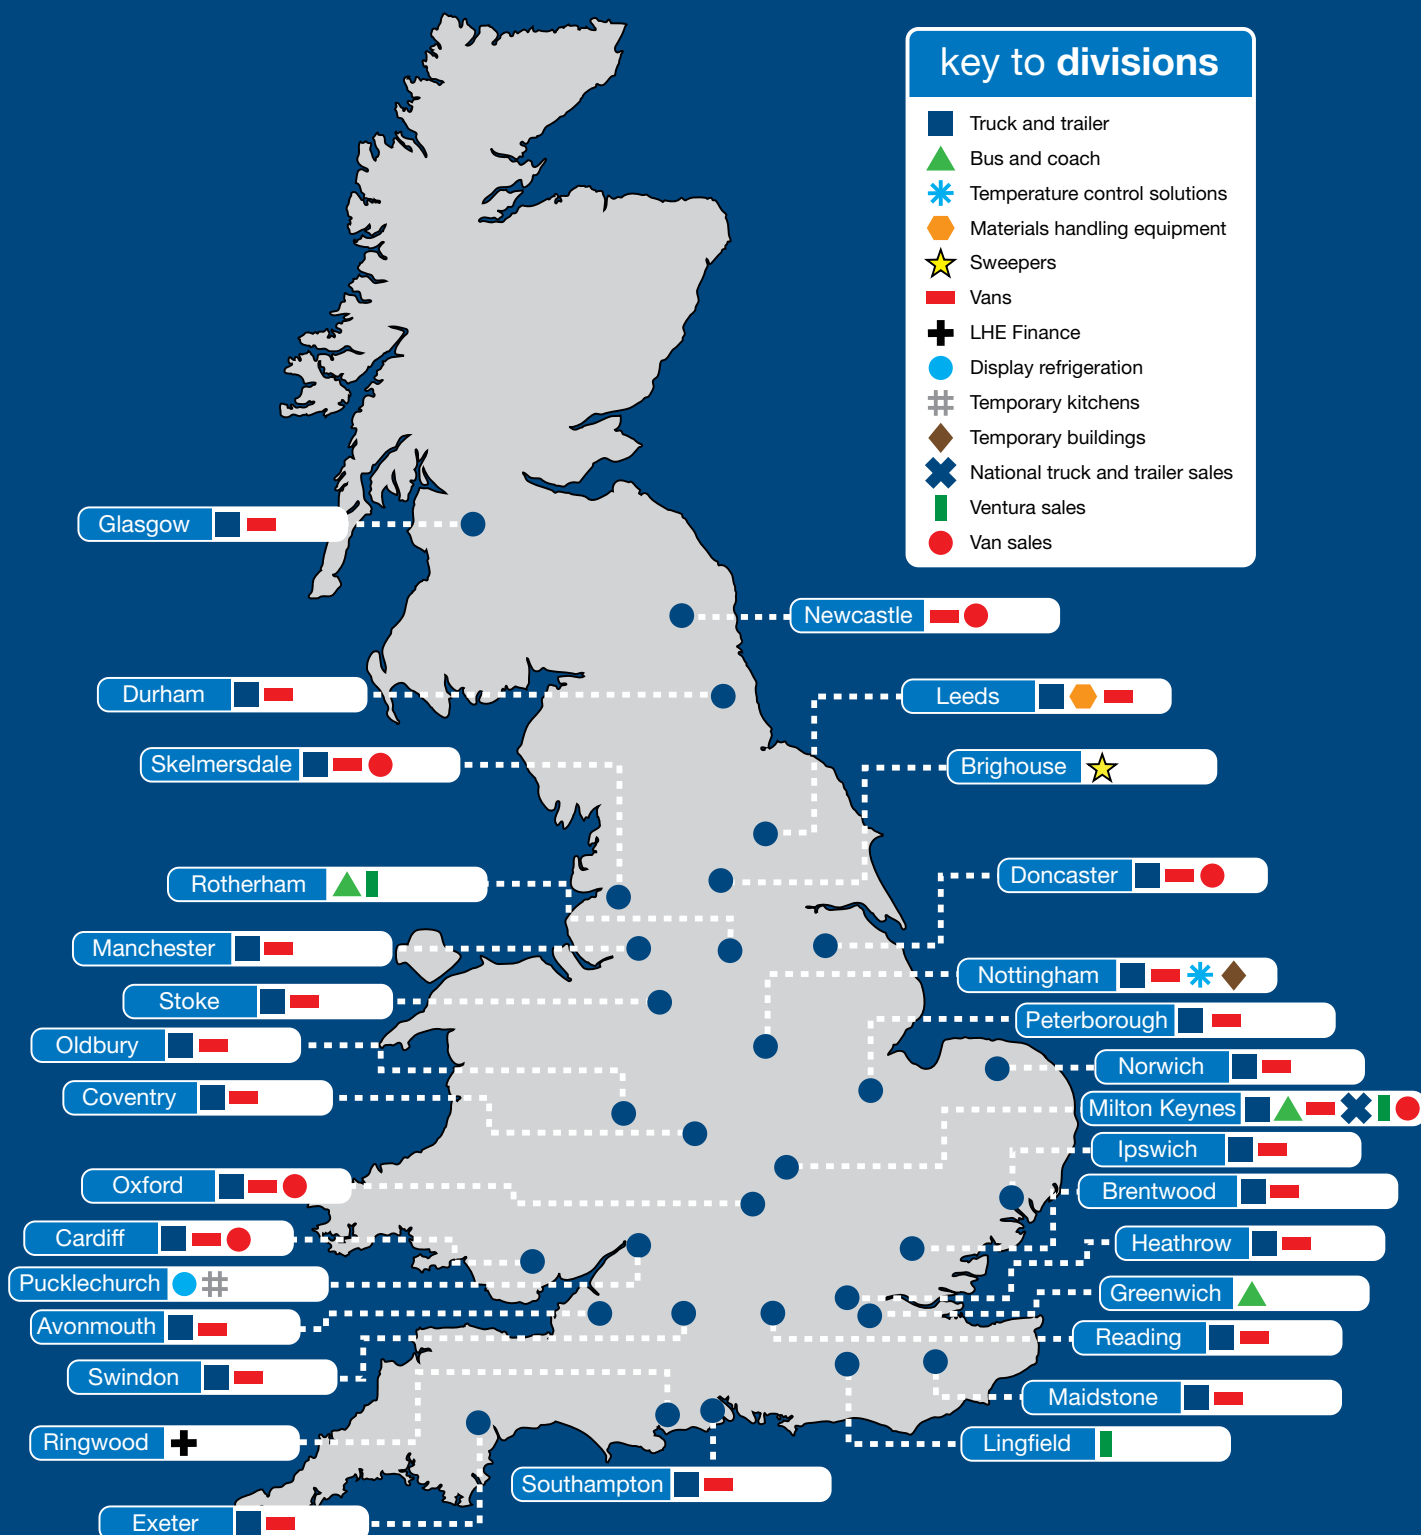 key to divisions
Truck and trailer
Bus and coach
Temperature control solutions
Materials handling equipment
Sweepers
Vans
LHE Finance
Display refrigeration
Temporary kitchens
Temporary buildings
National truck and trailer sales
Ventura sales
Van sales
Glasgow
Newcastle
Durham
Leeds
Skelmersdale
Brighouse
Rotherham
Doncaster
Manchester
Nottingham
Stoke
Peterborough
Oldbury
Norwich
Coventry
Milton Keynes
Ipswich
Oxford
Brentwood
Cardiff
Heathrow
Pucklechurch
Greenwich
Avonmouth
Reading
Swindon
Maidstone
Ringwood
Lingfield
Southampton
Exeter